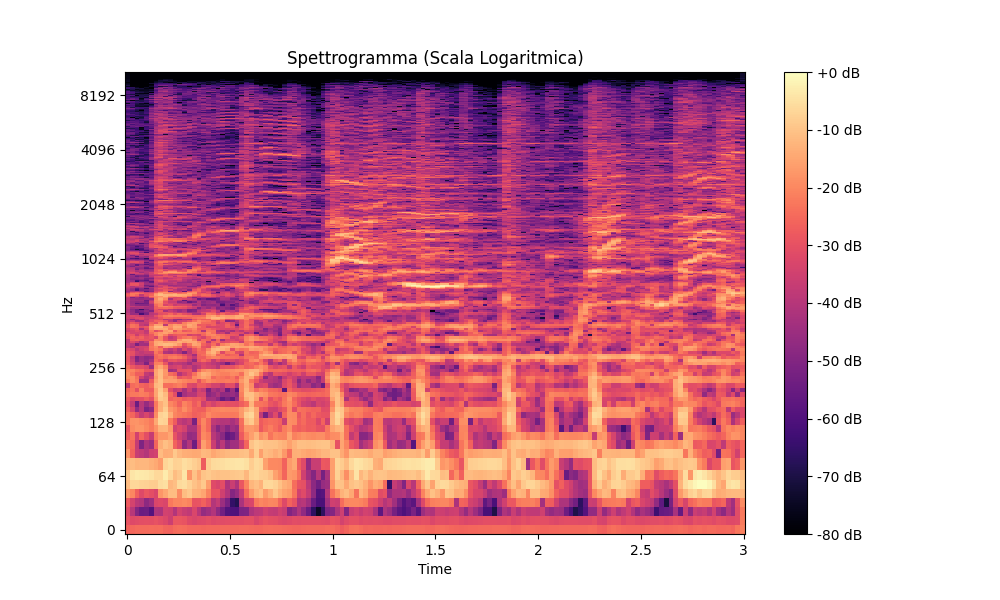 Spettrogramma (Scala Logaritmica)
Hz
8192
4096
2048
1024
512
256
128
64
0
0 0.5 1 1.5 2 2.5 3
Time
+0 dB
-10 dB
-20 dB
-30 dB
-40 dB
-50 dB
-60 dB
-70 dB
-80 dB